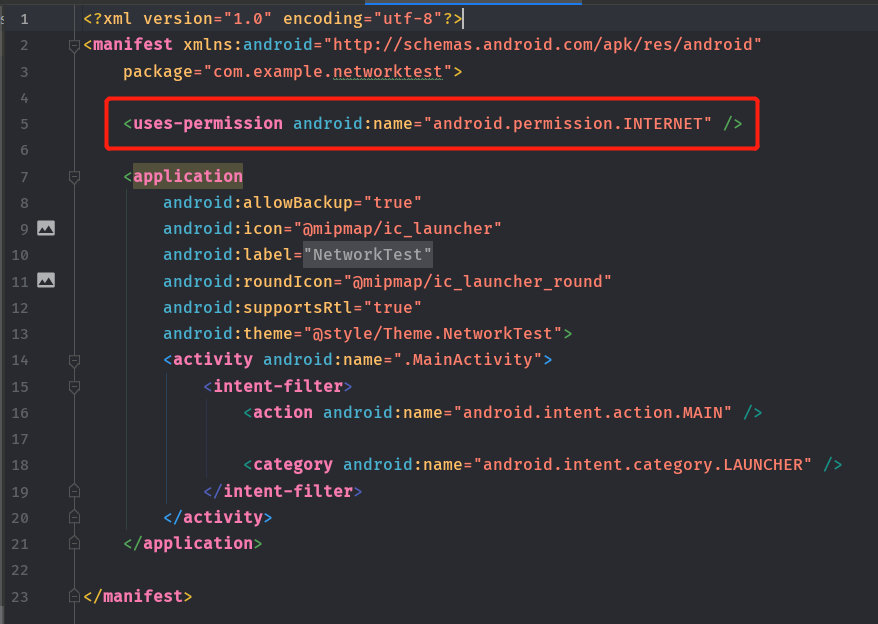 1 <?xml version="1.0" encoding="utf-8"?>
2 <manifest xmlns:android="http://schemas.android.com/apk/res/android"
3 package="com.example.networktest">
4
5 <uses-permission android:name="android.permission.INTERNET" />
6
7 <application
8 android:allowBackup="true"
9 android:icon="@mipmap/ic_launcher"
10 android:label="NetworkTest"
11 android:roundIcon="@mipmap/ic_launcher_round"
12 android:supportsRtl="true"
13 android:theme="@style/Theme.NetworkTest">
14 <activity android:name=".MainActivity">
15 <intent-filter>
16 <action android:name="android.intent.action.MAIN" />
17
18 <category android:name="android.intent.category.LAUNCHER" />
19 </intent-filter>
20 </activity>
21 </application>
22
23 </manifest>